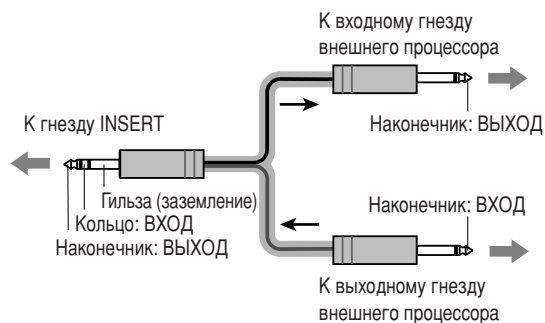 К входному гнезду
внешнего процессора
Наконечник: ВЫХОД
К гнезду INSERT
Гильза (заземление)
Кольцо: ВХОД
Наконечник: ВЫХОД
Наконечник: ВХОД
К выходному гнезду
внешнего процессора